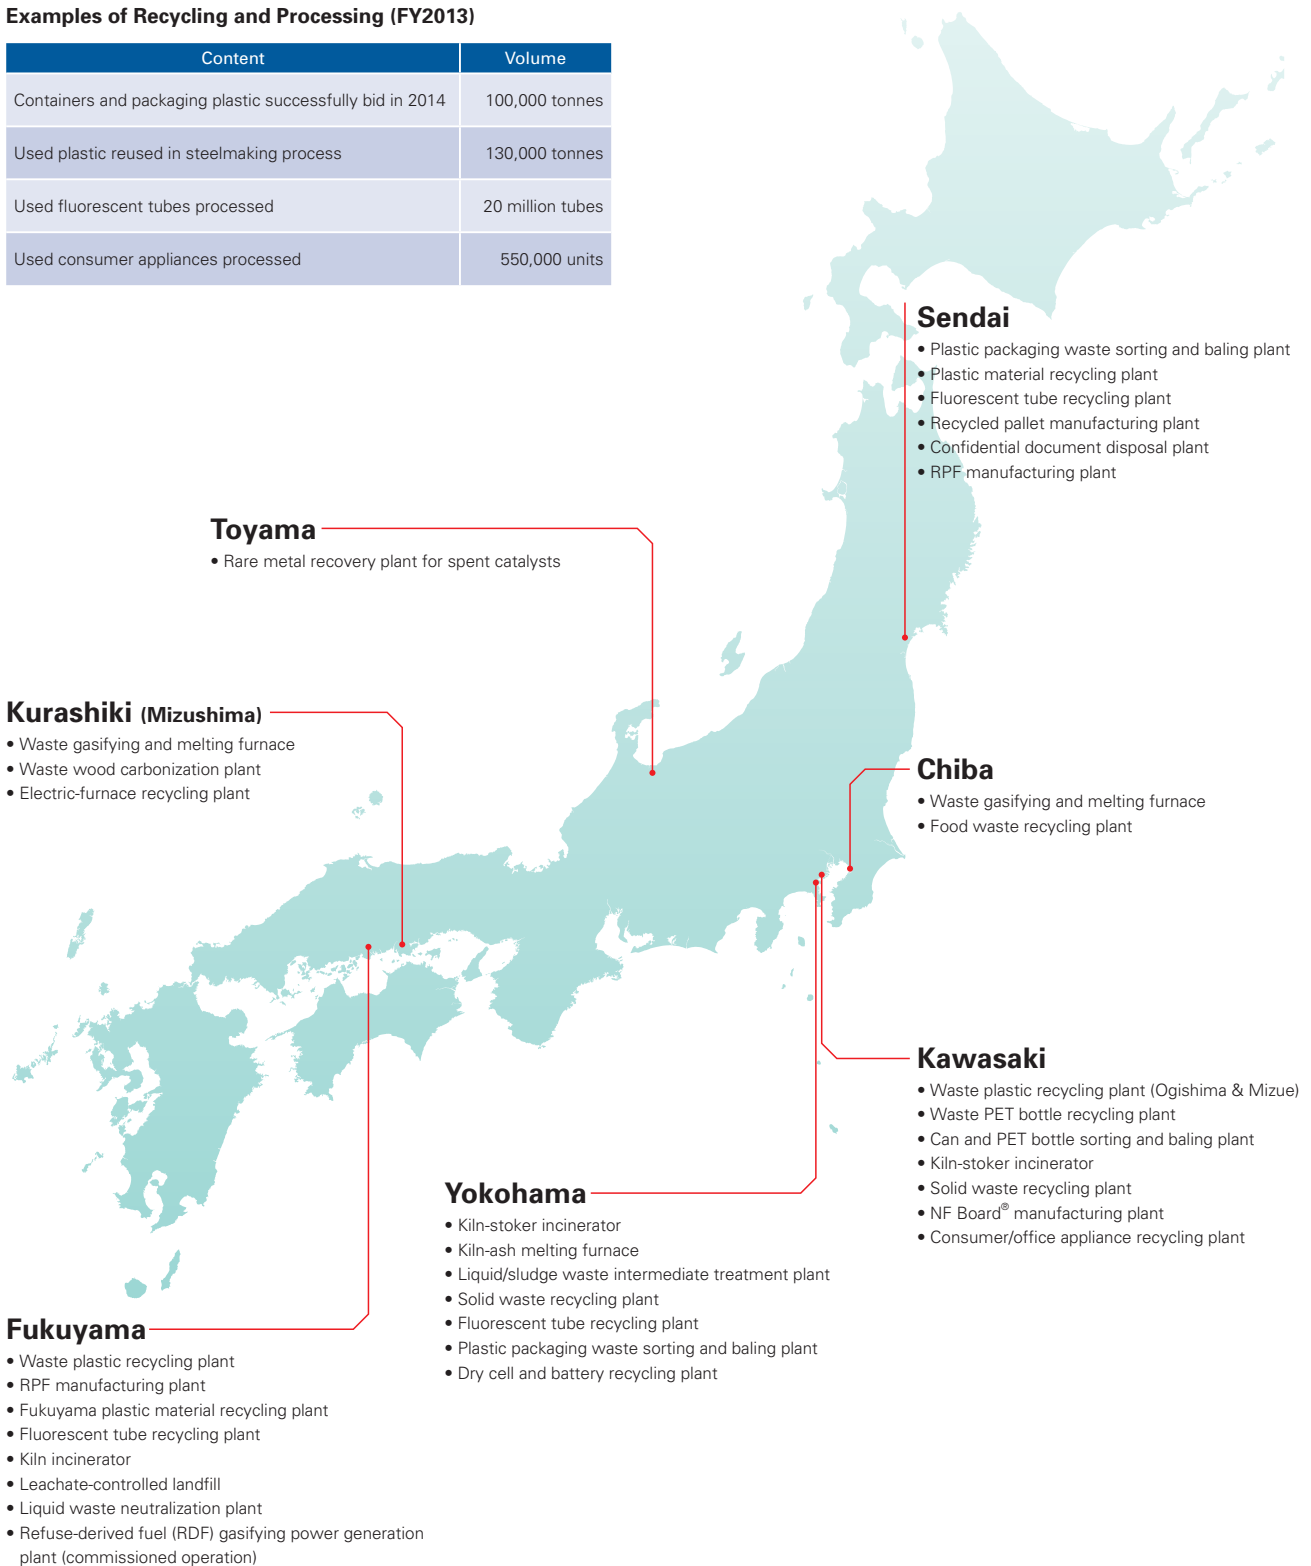 Examples of Recycling and Processing (FY2013)
Content Volume
Containers and packaging plastic successfully bid in 2014 100,000 tonnes
Used plastic reused in steelmaking process 130,000 tonnes
Used fluorescent tubes processed 20 million tubes
Used consumer appliances processed 550,000 units
Sendai
• Plastic packaging waste sorting and baling plant
• Plastic material recycling plant
• Fluorescent tube recycling plant
• Recycled pallet manufacturing plant
• Confidential document disposal plant
• RPF manufacturing plant
Toyama
• Rare metal recovery plant for spent catalysts
Kurashiki (Mizushima)
• Waste gasifying and melting furnace
• Waste wood carbonization plant
• Electric-furnace recycling plant
Chiba
• Waste gasifying and melting furnace
• Food waste recycling plant
Kawasaki
• Waste plastic recycling plant (Ogishima & Mizue)
• Waste PET bottle recycling plant
• Can and PET bottle sorting and baling plant
• Kiln-stoker incinerator
• Solid waste recycling plant
• NF Board® manufacturing plant
• Consumer/office appliance recycling plant
Yokohama
• Kiln-stoker incinerator
• Kiln-ash melting furnace
• Liquid/sludge waste intermediate treatment plant
• Solid waste recycling plant
• Fluorescent tube recycling plant
• Plastic packaging waste sorting and baling plant
• Dry cell and battery recycling plant
Fukuyama
• Waste plastic recycling plant
• RPF manufacturing plant
• Fukuyama plastic material recycling plant
• Fluorescent tube recycling plant
• Kiln incinerator
• Leachate-controlled landfill
• Liquid waste neutralization plant
• Refuse-derived fuel (RDF) gasifying power generation
plant (commissioned operation)